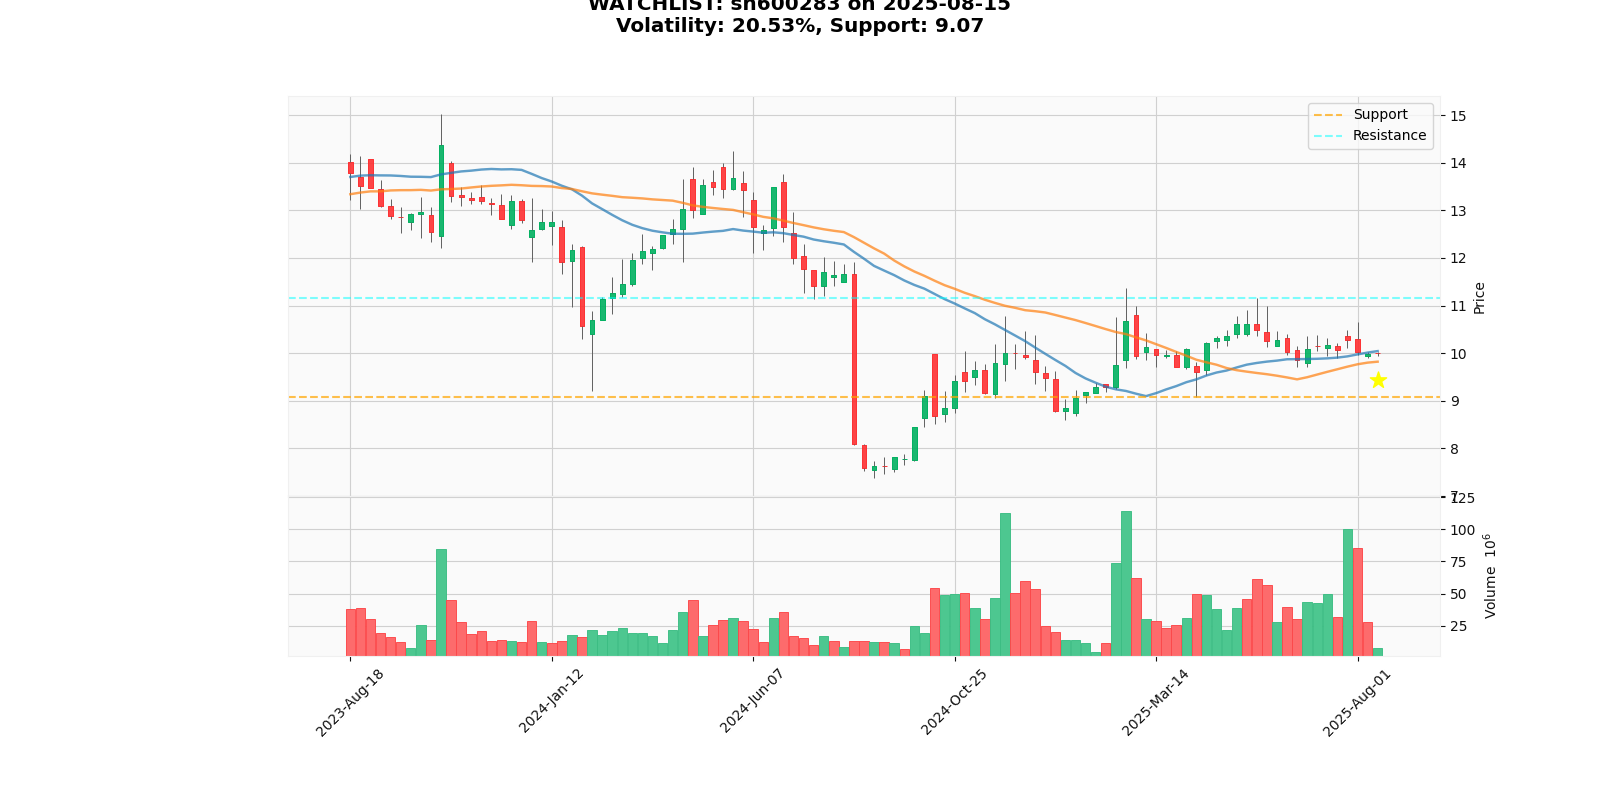 WATCHLIST: sh600283 on 2025-08-15
Volatility: 20.53%, Support: 9.07
Support
Resistance
15
14
13
12
11
10
9
8
7
Price
125
100
75
50
25
Volume 10^6
2023-Aug-18
2024-Jan-12
2024-Jun-07
2024-Oct-25
2025-Mar-14
2025-Aug-01